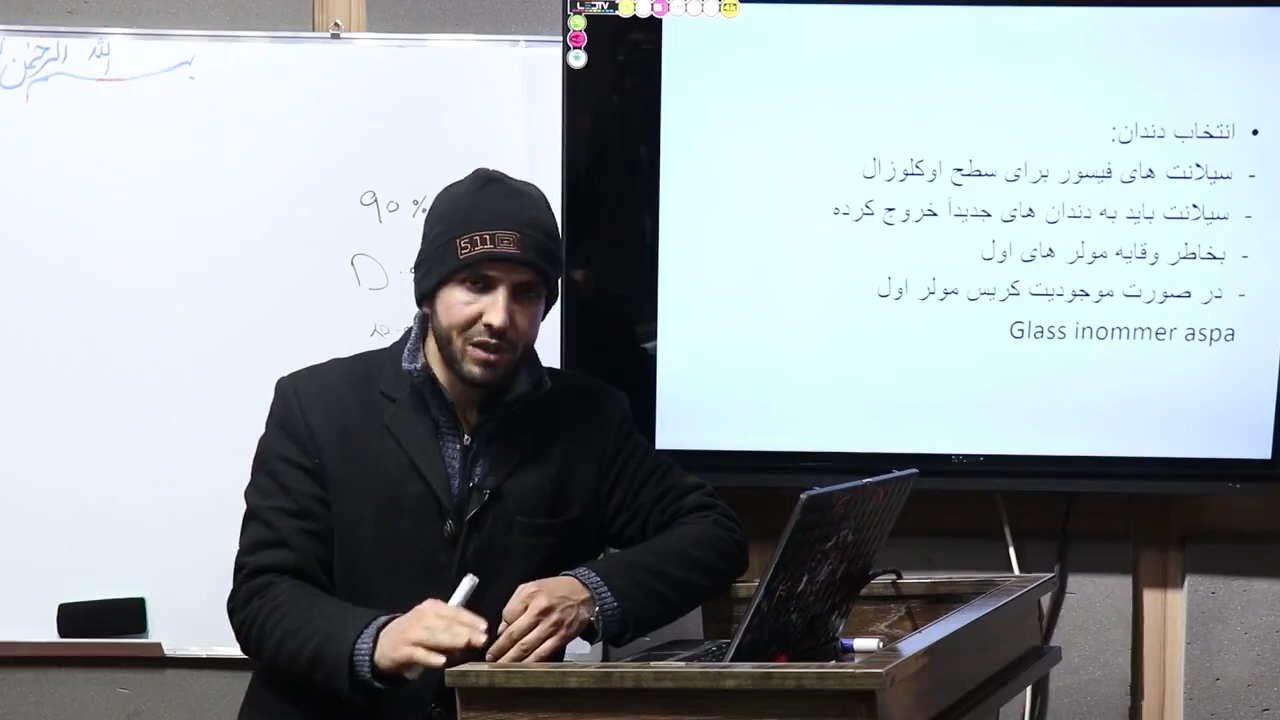 بسم الله الرحمن
90 %
D
5.11
• انتخاب دندان:
- سیلانت های فیسور برای سطح اوکلوزال
- سیلانت باید به دندان های جدیداً خروج کرده
- بخاطر وقایه مولر های اول
- در صورت موجودیت کریس مولر اول
Glass inommer aspa